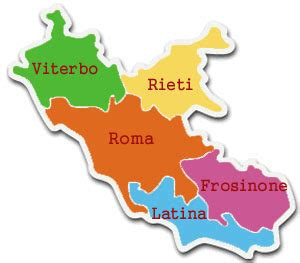 Viterbo
Rieti
Roma
Frosinone
Latina